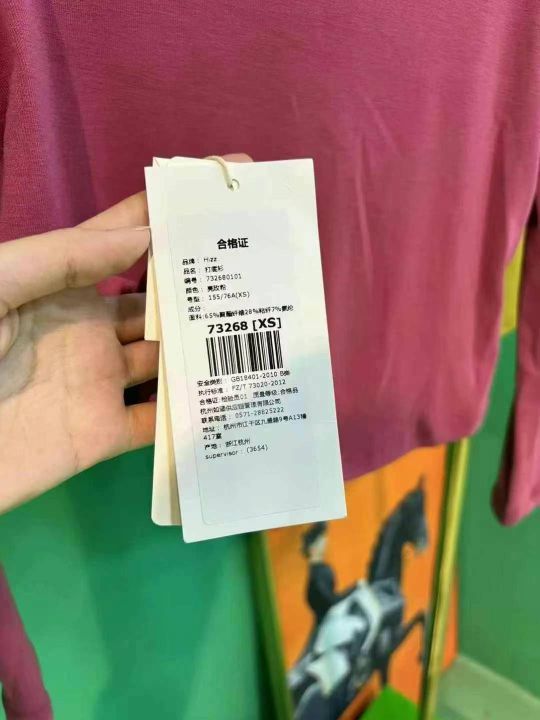 合格证
品牌： Hizz
品名： 打底衫
编号： 732680101
颜色： 莓玫粉
号型： 155/76A(XS)
成分：
面料:65%聚酯纤维28%粘纤7%氨纶
73268 [XS]
安全类别： GB18401-2010 B类
执行标准： FZ/T 73020-2012
合格证:检验员01 质量等级:合格品
杭州如涵供应链管理有限公司
联系电话： 0571-28825222
地址： 杭州市江干区九盛路9号A13幢
417室
产地： 浙江杭州
supervisor： (3654)